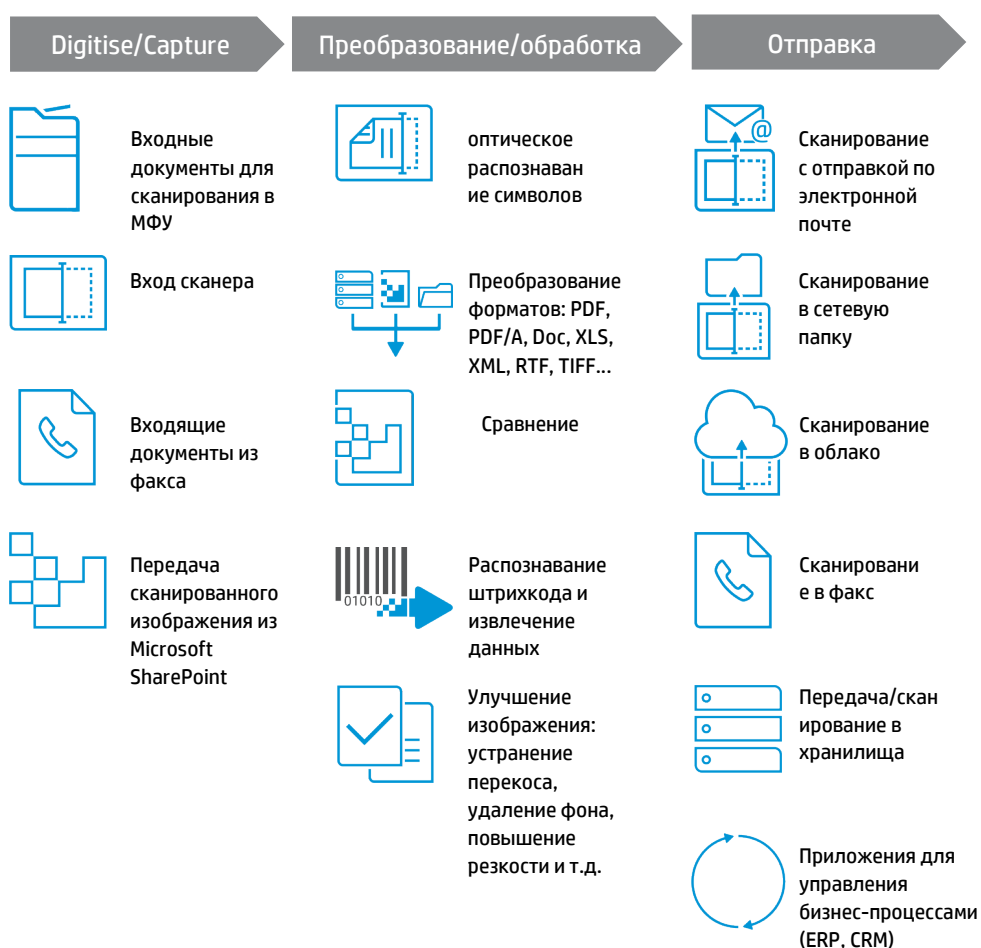 Digitise/Capture
Преобразование/обработка
Отправка
Входные
документы для
сканирования в
МФУ
Вход сканера
Входящие
документы из
факса
Передача
сканированного
изображения из
Microsoft
SharePoint
оптическое
распознаван
ие символов
Преобразование
форматов: PDF,
PDF/A, Doc, XLS,
XML, RTF, TIFF...
Сравнение
01010
Распознавание
штрихкода и
извлечение
данных
Улучшение
изображения:
устранение
перекоса,
удаление фона,
повышение
резкости и т.д.
@
Сканирование
с отправкой по
электронной
почте
Сканирование
в сетевую
папку
Сканирование
в облако
Сканировани
е в факс
Передача/скан
ирование в
хранилища
Приложения для
управления
бизнес-процессами
(ERP, CRM)